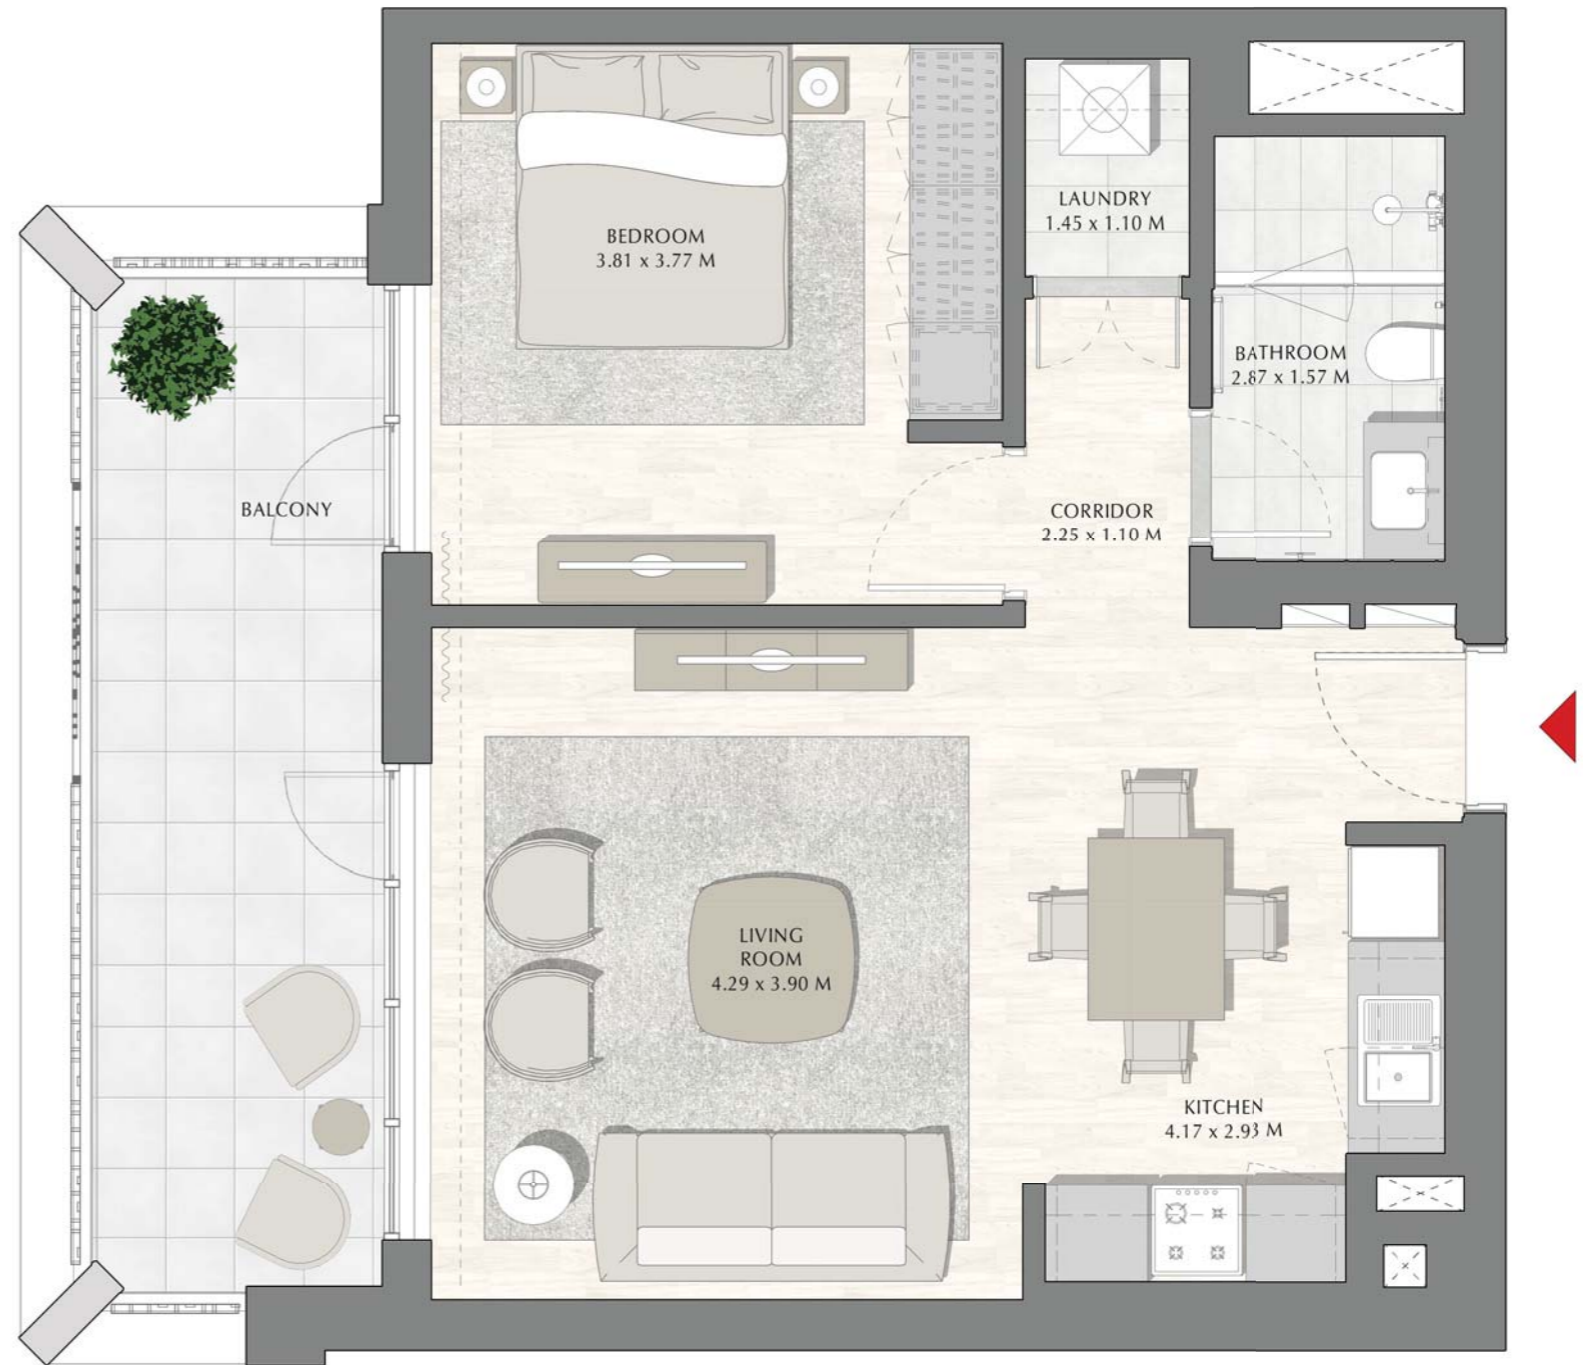 BEDROOM
3.81 x 3.77 M
LAUNDRY
1.45 x 1.10 M
BATHROOM
2.87 x 1.57 M
BALCONY
CORRIDOR
2.25 x 1.10 M
LIVING
ROOM
4.29 x 3.90 M
KITCHEN
4.17 x 2.93 M